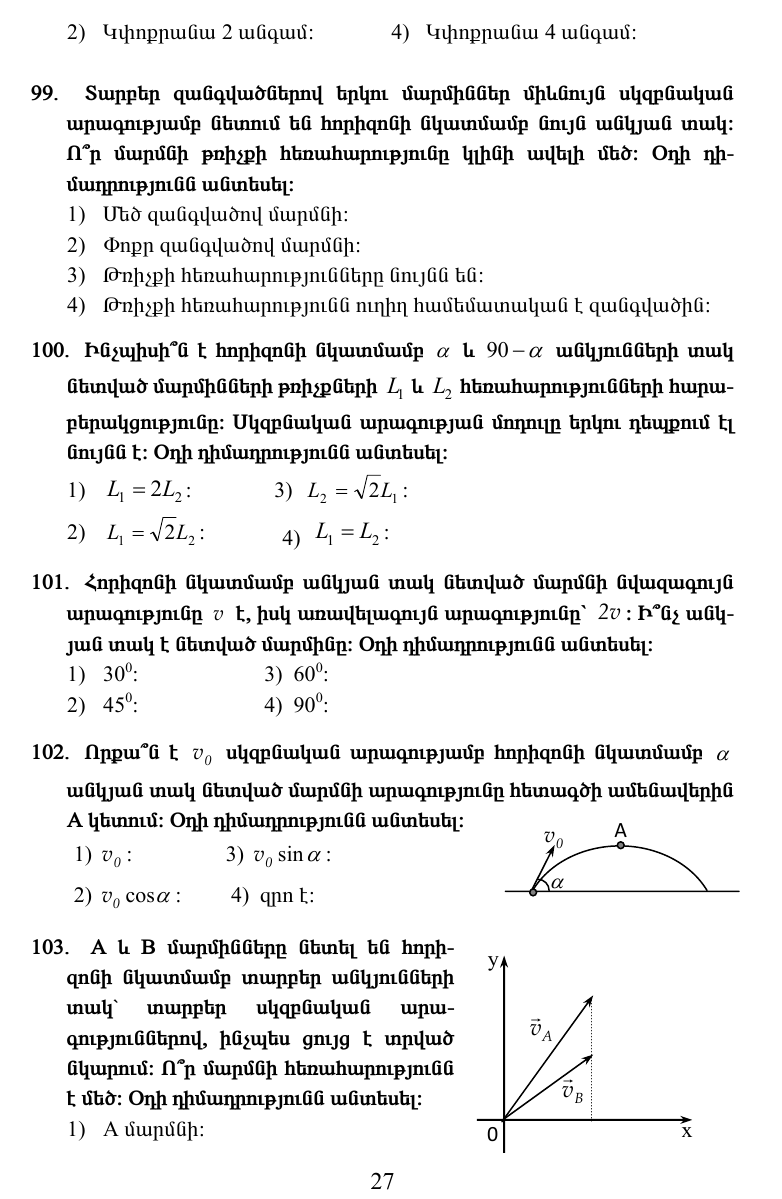 2) Կփոքրանա 2 անգամ: 4) Կփոքրանա 4 անգամ:
99. Տարբեր զանգվածներով երկու մարմիններ միևնույն սկզբնական
արագությամբ նետում են հորիզոնի նկատմամբ նույն անկյան տակ:
Ո՞ր մարմնի թռիչքի հեռահարությունը կլինի ավելի մեծ: Օդի դի-
մադրությունն անտեսել:
1) Մեծ զանգվածով մարմնի:
2) Փոքր զանգվածով մարմնի:
3) Թռիչքի հեռահարությունները նույնն են:
4) Թռիչքի հեռահարությունն ուղիղ համեմատական է զանգվածին:
100. Ինչպիսի՞ն է հորիզոնի նկատմամբ α և 90 – α անկյունների տակ
նետված մարմինների թռիչքների L₁ և L₂ հեռահարությունների հարա-
բերակցությունը: Սկզբնական արագության մոդուլը երկու դեպքում էլ
նույնն է: Օդի դիմադրությունն անտեսել:
1) L₁ = 2L₂: 3) L₂ = √2L₁:
2) L₁ = √2L₂: 4) L₁ = L₂:
101. Հորիզոնի նկատմամբ անկյան տակ նետված մարմնի նվազագույն
արագությունը v է, իսկ առավելագույն արագությունը՝ 2v : Ի՞նչ անկ-
յան տակ է նետված մարմինը: Օդի դիմադրությունն անտեսել:
1) 30⁰: 3) 60⁰:
2) 45⁰: 4) 90⁰:
102. Որքա՞ն է v₀ սկզբնական արագությամբ հորիզոնի նկատմամբ α
անկյան տակ նետված մարմնի արագությունը հետագծի ամենավերին
A կետում: Օդի դիմադրությունն անտեսել:
1) v₀ : 3) v₀ sin α :
2) v₀ cosα : 4) զրո է:
v₀ A
α
103. A և B մարմինները նետել են հորի-
զոնի նկատմամբ տարբեր անկյունների
տակ՝ տարբեր սկզբնական արա-
գություններով, ինչպես ցույց է տրված
նկարում: Ո՞ր մարմնի հեռահարությունն
է մեծ: Օդի դիմադրությունն անտեսել:
1) A մարմնի:
y
v⃗_A
v⃗_B
0 x
27